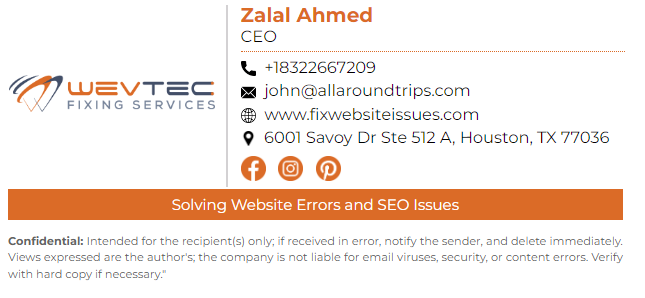 Zalal Ahmed
CEO
WEVTEC
FIXING SERVICES
+18322667209
john@allaroundtrips.com
www.fixwebsiteissues.com
6001 Savoy Dr Ste 512 A, Houston, TX 77036
Solving Website Errors and SEO Issues
Confidential: Intended for the recipient(s) only; if received in error, notify the sender, and delete immediately.
Views expressed are the author's; the company is not liable for email viruses, security, or content errors. Verify
with hard copy if necessary."